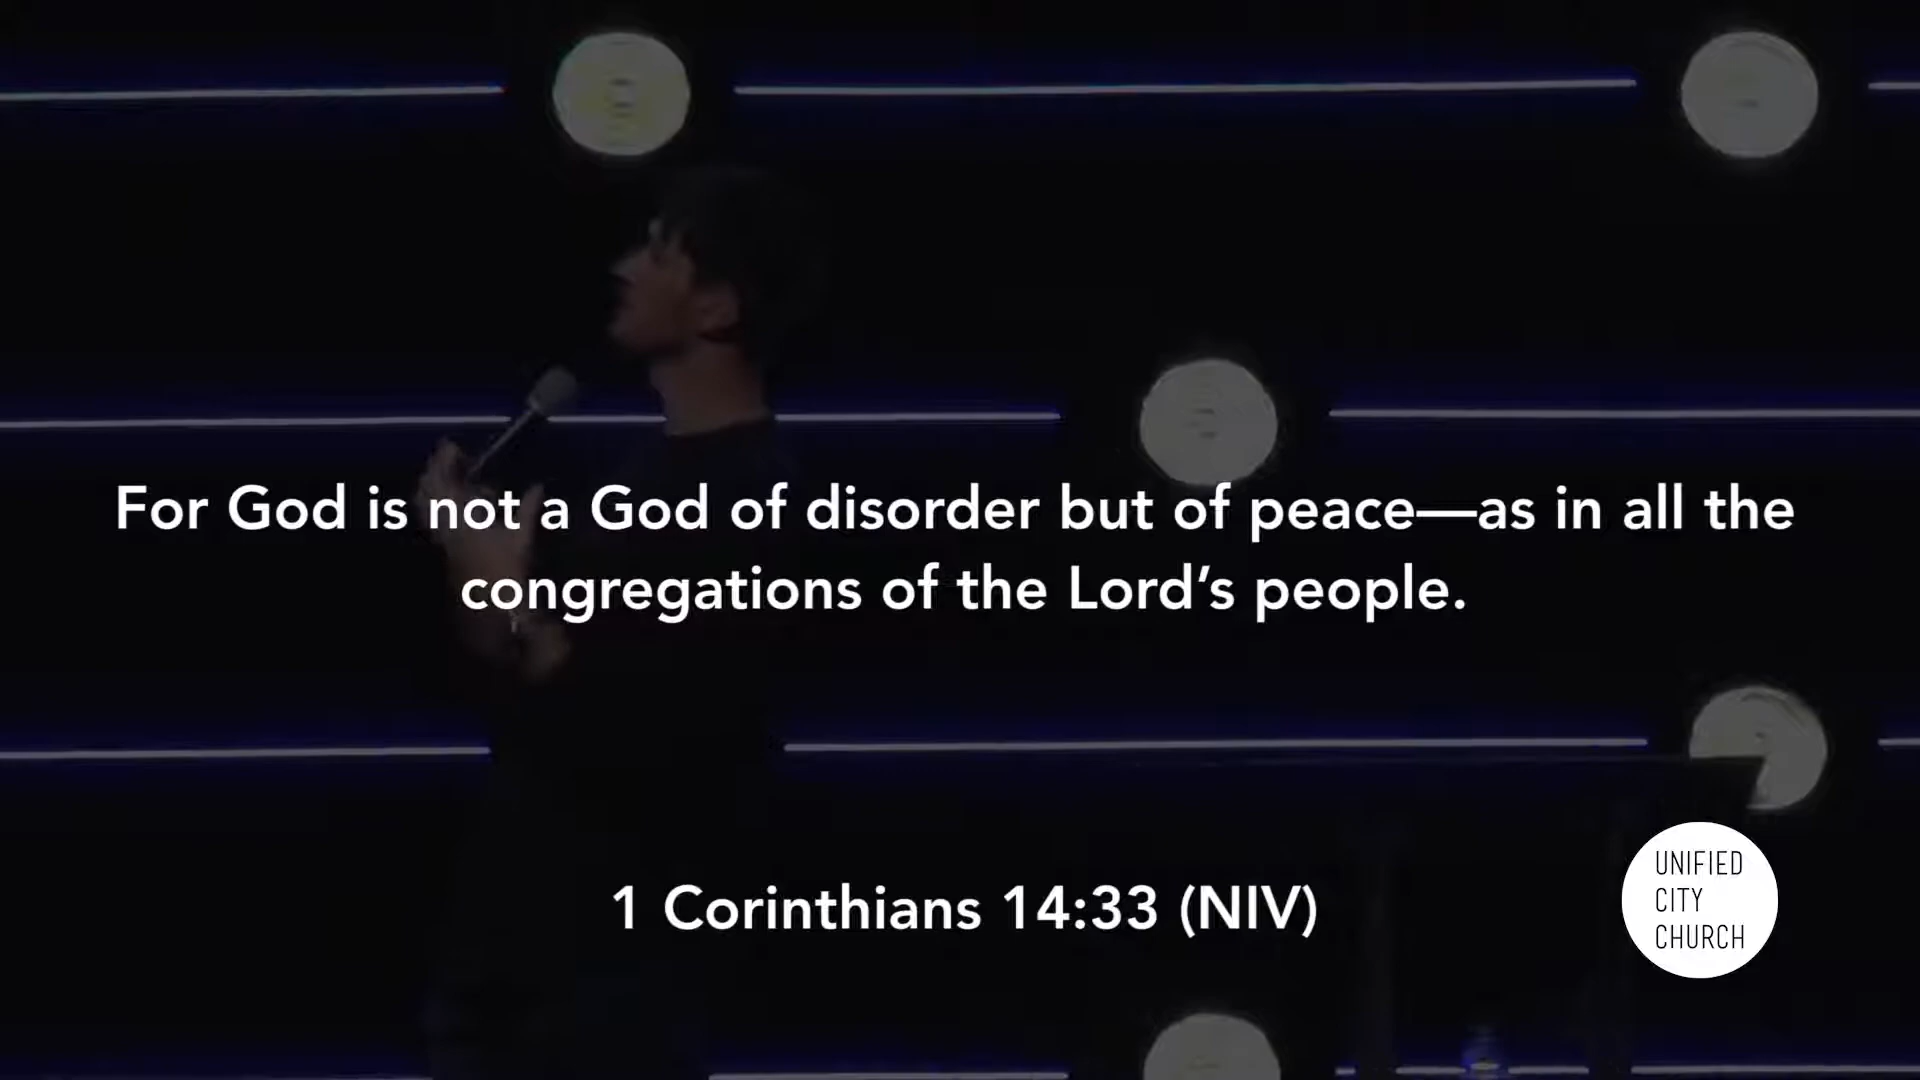 For God is not a God of disorder but of peace—as in all the
congregations of the Lord’s people.
1 Corinthians 14:33 (NIV)
UNIFIED
CITY
CHURCH